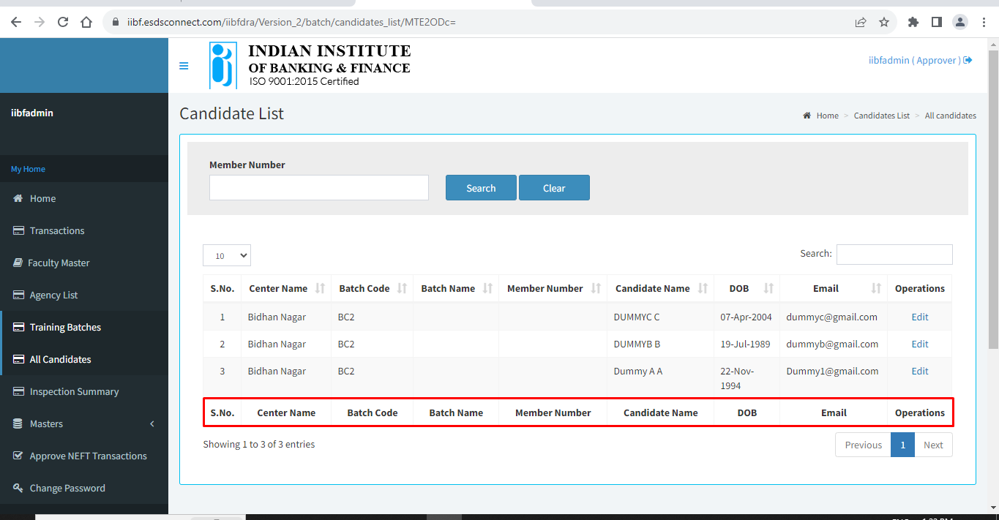 iibf.esdsconnect.com/iibfdra/Version_2/batch/candidates_list/MTE2ODc=
INDIAN INSTITUTE
OF BANKING & FINANCE
ISO 9001:2015 Certified
iibfadmin ( Approver )
iibfadmin
My Home
Home
Transactions
Faculty Master
Agency List
Training Batches
All Candidates
Inspection Summary
Masters
Approve NEFT Transactions
Change Password
Candidate List
Home > Candidates List > All candidates
Member Number
Search Clear
10
Search:
S.No. Center Name Batch Code Batch Name Member Number Candidate Name DOB Email Operations
1 Bidhan Nagar BC2 DUMMYC C 07-Apr-2004 dummyc@gmail.com Edit
2 Bidhan Nagar BC2 DUMMYB B 19-Jul-1989 dummyb@gmail.com Edit
3 Bidhan Nagar BC2 Dummy A A 22-Nov- Dummy1@gmail.com Edit
1994
S.No. Center Name Batch Code Batch Name Member Number Candidate Name DOB Email Operations
Showing 1 to 3 of 3 entries
Previous 1 Next